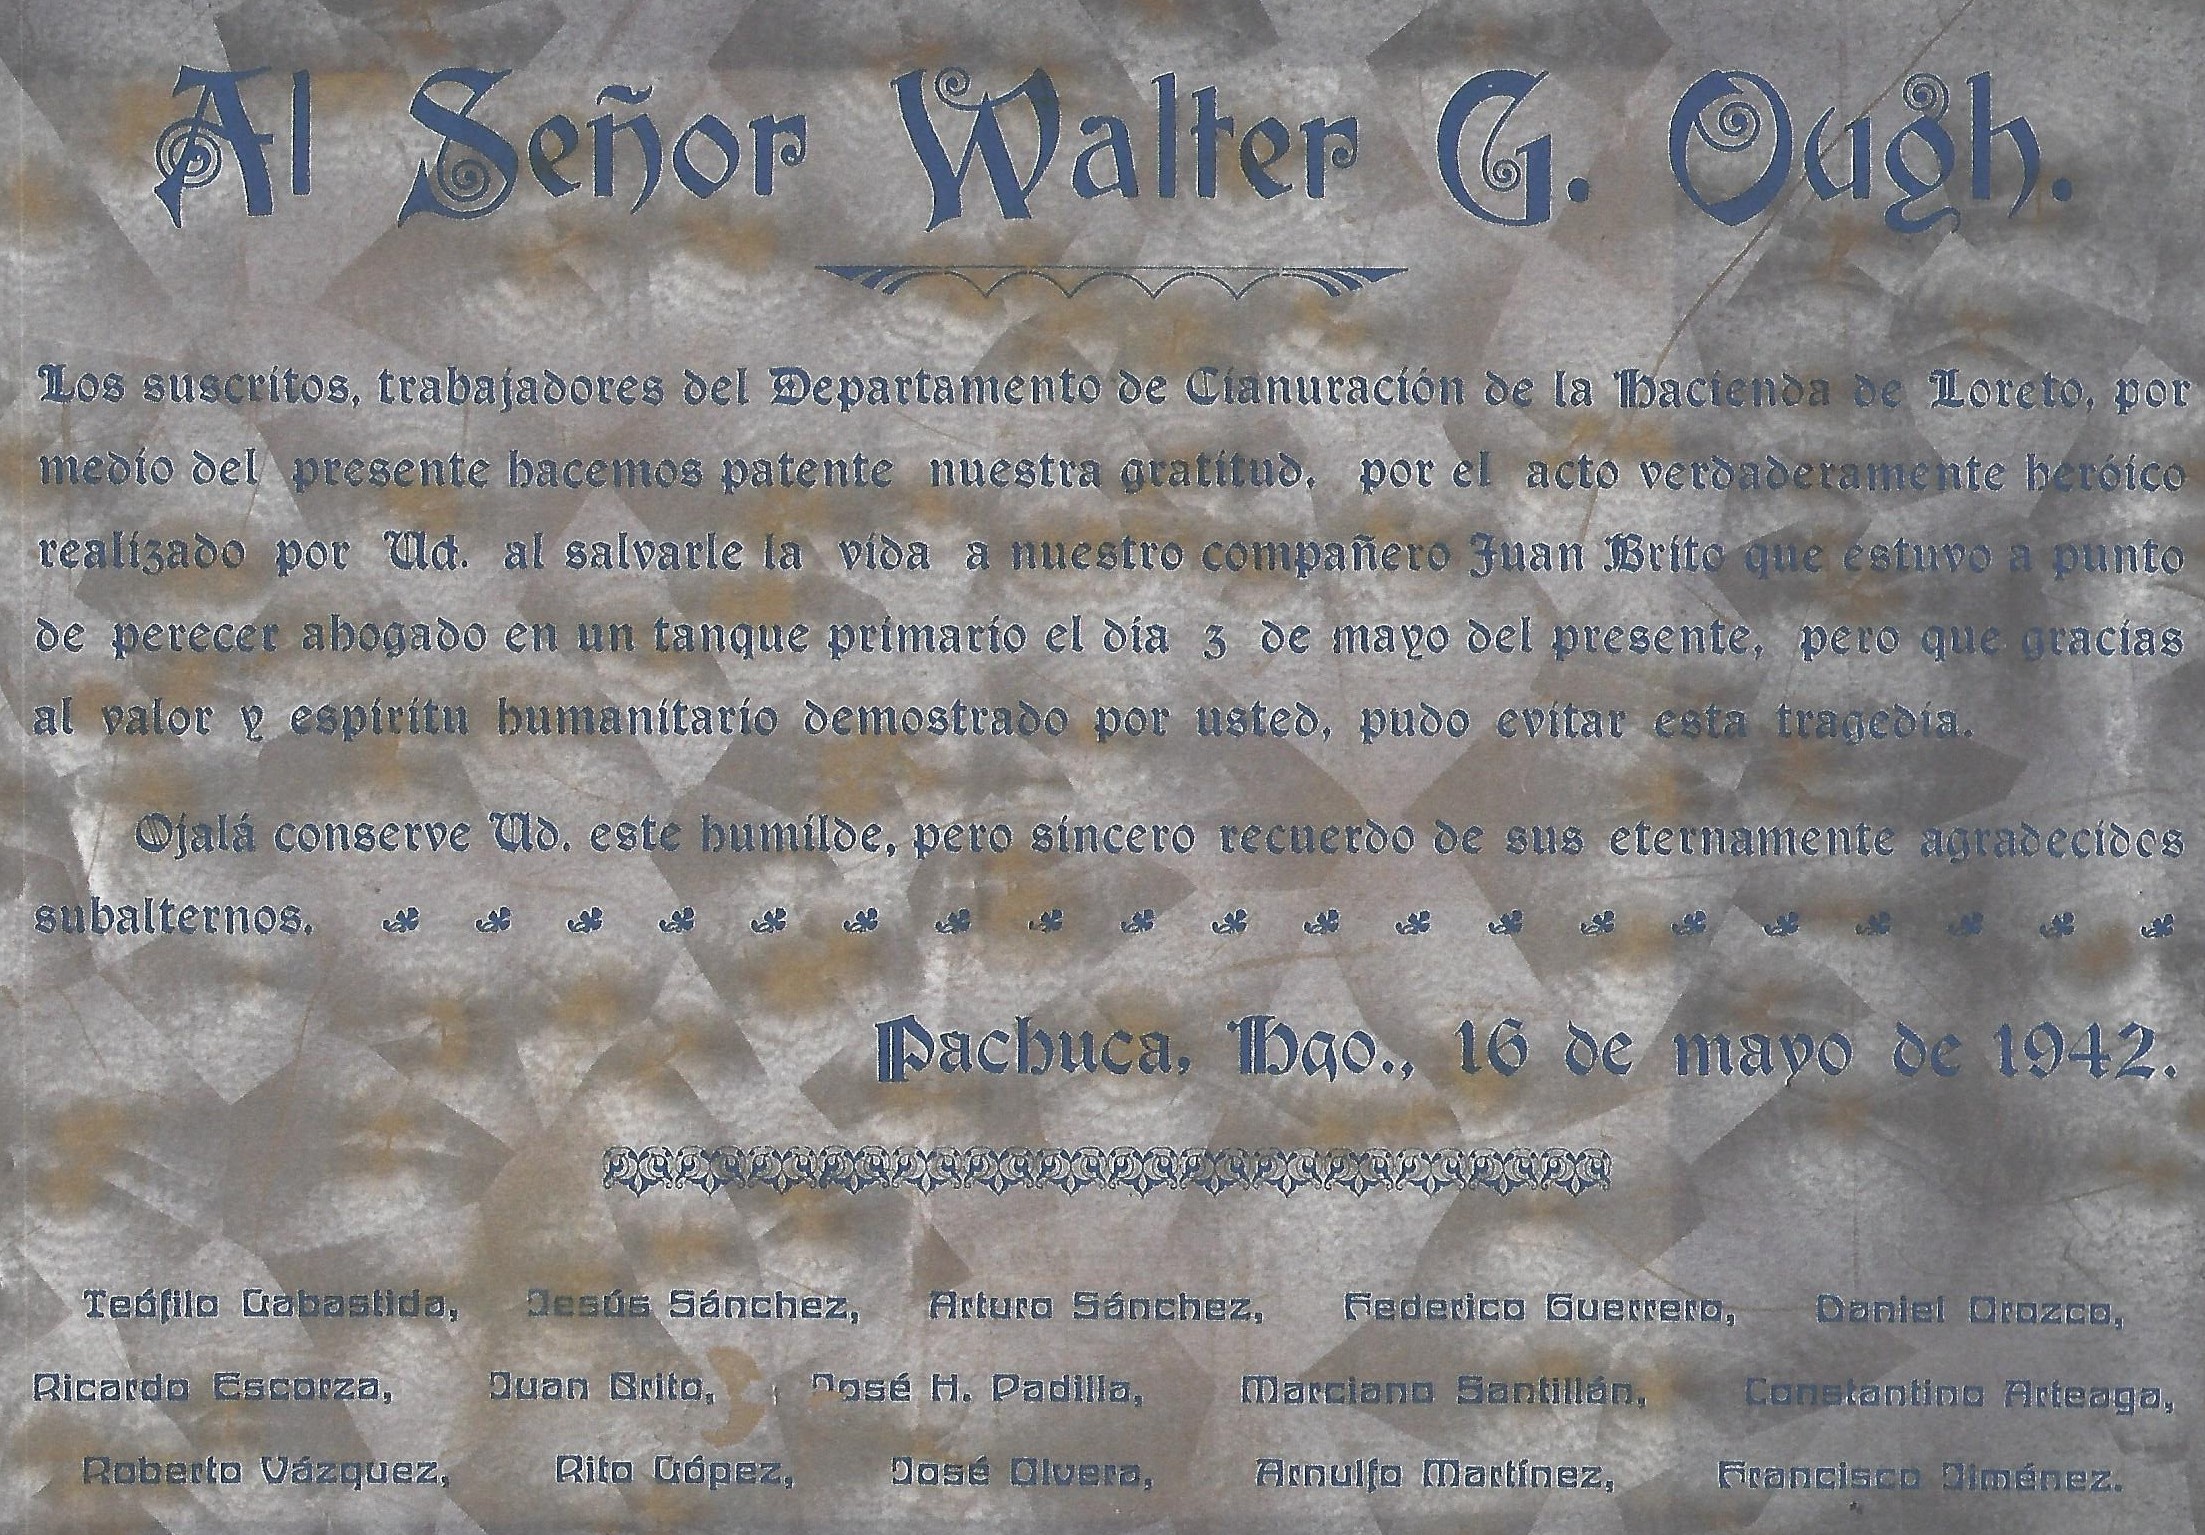 Al Señor Walter G. Ough.
Los suscritos, trabajadores del Departamento de Cianuración de la Hacienda de Loreto, por
medio del presente hacemos patente nuestra gratitud, por el acto verdaderamente heróico
realizado por Ud. al salvarle la vida a nuestro compañero Juan Brito que estuvo a punto
de perecer ahogado en un tanque primario el día 3 de mayo del presente, pero que gracias
al valor y espíritu humanitario demostrado por usted, pudo evitar esta tragedia.
Ojalá conserve Ud. este humilde, pero sincero recuerdo de sus eternamente agradecidos
subalternos.
Pachuca, Hgo., 16 de mayo de 1942.
Teófilo Labastida, Jesús Sánchez, Arturo Sánchez, Federico Guerrero, Daniel Orozco,
Ricardo Escorza, Juan Brito, José H. Padilla, Marciano Santillán, Constantino Arteaga,
Roberto Vázquez, Rito López, José Olvera, Arnulfo Martínez, Francisco Jiménez.